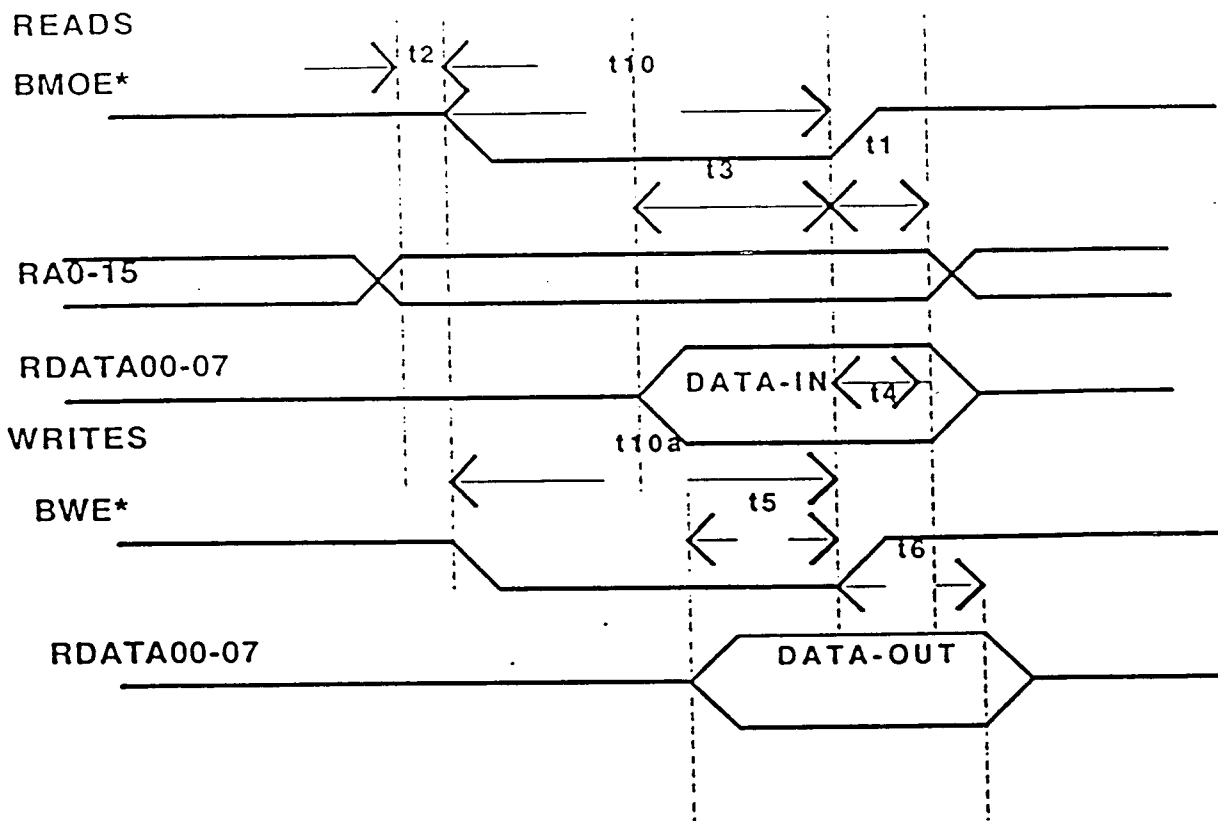 READS
t2
t10
BMOE*
t1
t3
RA0-15
RDATA00-07
DATA-IN
t4
WRITES
t10a
t5
BWE*
t6
RDATA00-07
DATA-OUT